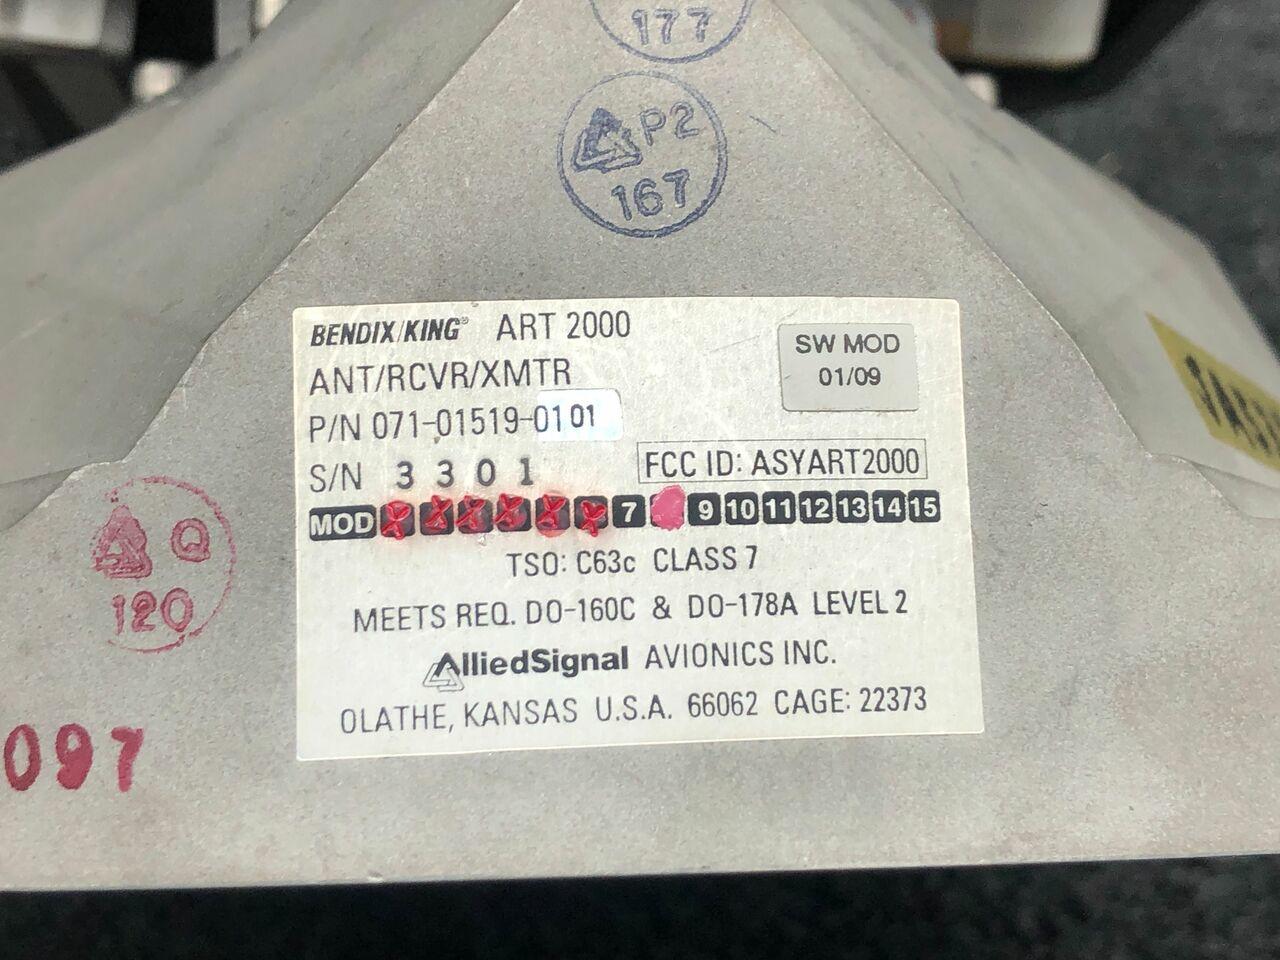 177
P2
167
BENDIX/KING® ART 2000
ANT/RCVR/XMTR
SW MOD
01/09
P/N 071-01519-0101
S/N 3301
FCC ID: ASYART2000
MOD 7 9 10 11 12 13 14 15
TSO: C63c CLASS 7
MEETS REQ. DO-160C & DO-178A LEVEL 2
AlliedSignal AVIONICS INC.
OLATHE, KANSAS U.S.A. 66062 CAGE: 22373
Q
120
097